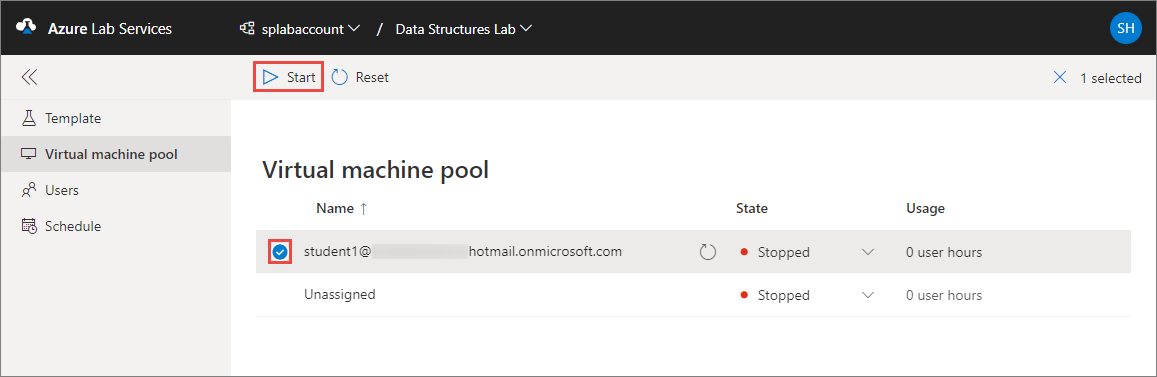 Azure Lab Services splabaccount / Data Structures Lab SH
Start Reset 1 selected
Template
Virtual machine pool
Users
Schedule
Virtual machine pool
Name ↑ State Usage
student1@ hotmail.onmicrosoft.com Stopped 0 user hours
Unassigned Stopped 0 user hours